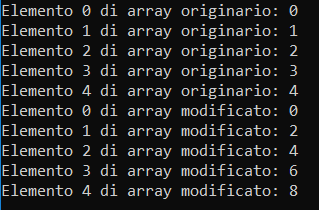 Elemento 0 di array originario: 0
Elemento 1 di array originario: 1
Elemento 2 di array originario: 2
Elemento 3 di array originario: 3
Elemento 4 di array originario: 4
Elemento 0 di array modificato: 0
Elemento 1 di array modificato: 2
Elemento 2 di array modificato: 4
Elemento 3 di array modificato: 6
Elemento 4 di array modificato: 8